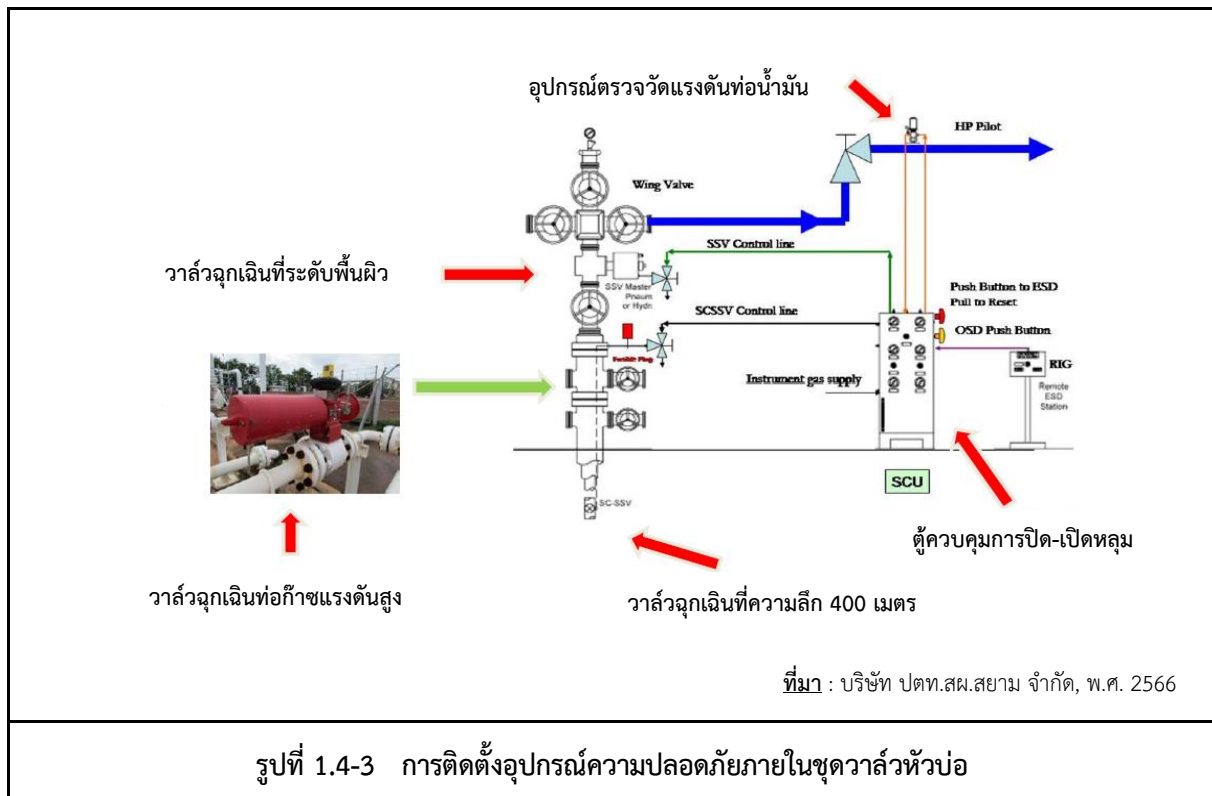 อุปกรณ์ตรวจวัดแรงดันท่อน้ำมัน
HP Pilot
Wing Valve
SSV Control line
วาล์วฉุกเฉินที่ระดับพื้นผิว
SSV Master
Pneum
or Hydr
Push Button to ESD
Pull to Reset
SCSSV Control line
OSD Push Button
Fusible Plug
RIG
Instrument gas supply
Remote
ESD
Station
SCU
SC-SSV
ตู้ควบคุมการปิด-เปิดหลุม
วาล์วฉุกเฉินท่อก๊าซแรงดันสูง
วาล์วฉุกเฉินที่ความลึก 400 เมตร
ที่มา : บริษัท ปตท.สผ.สยาม จำกัด, พ.ศ. 2566
รูปที่ 1.4-3 การติดตั้งอุปกรณ์ความปลอดภัยภายในชุดวาล์วหัวบ่อ